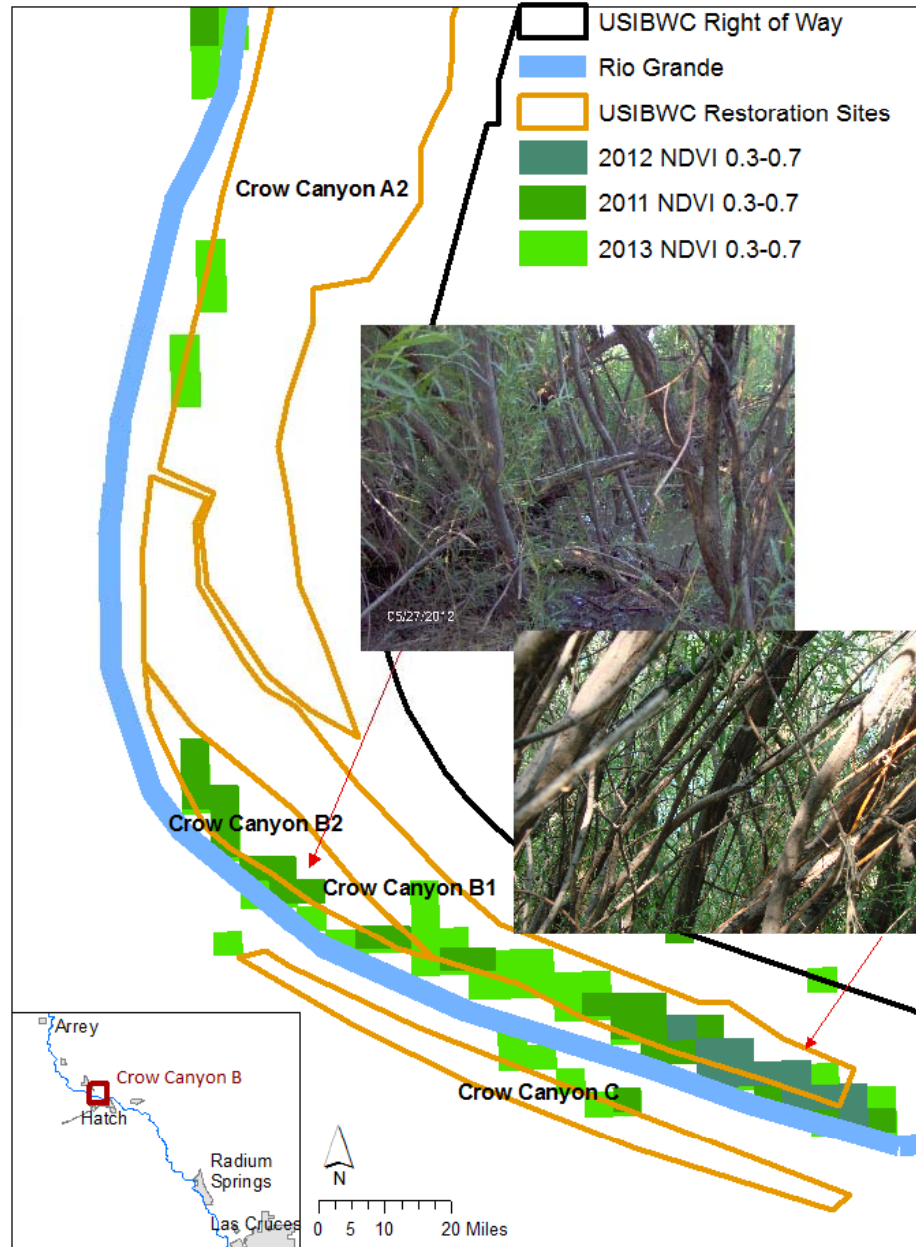 USIBWC Right of Way
Rio Grande
USIBWC Restoration Sites
2012 NDVI 0.3-0.7
2011 NDVI 0.3-0.7
2013 NDVI 0.3-0.7
Crow Canyon A2
05/27/2012
Crow Canyon B2
Crow Canyon B1
Crow Canyon C
Arrey
Crow Canyon B
Hatch
Radium
Springs
Las Cruces
N
0 5 10 20 Miles